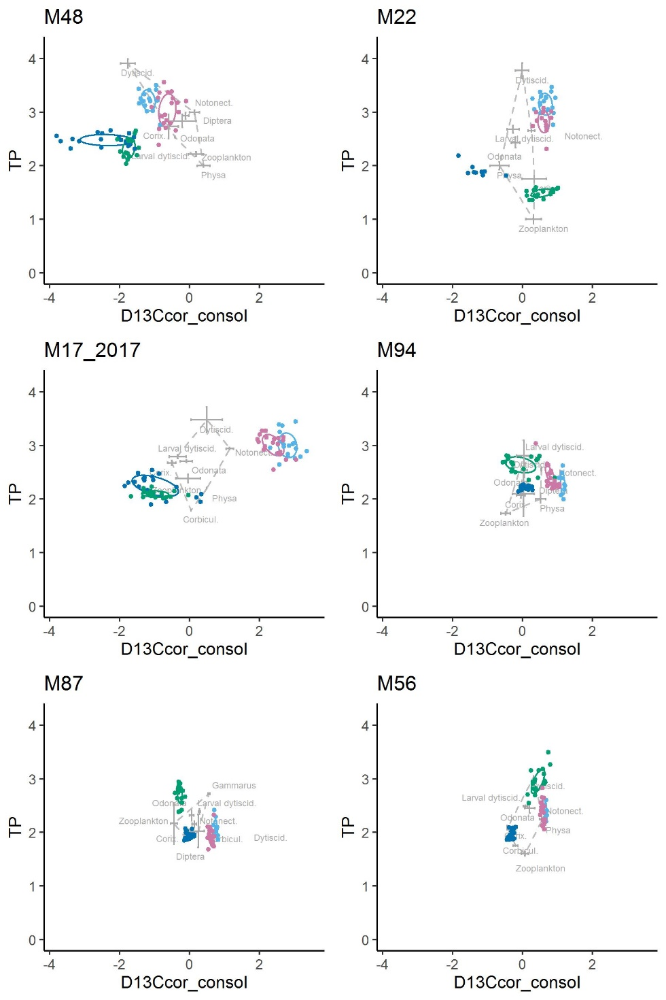 M48
4
Dytiscid.
3
Notonect.
Diptera
Corix.
Odonata
TP
2
Larval dytiscid.
Zooplankton
Physa
1
0
-4
-2
0
2
D13Ccor_consol
M22
4
Dytiscid.
3
Larval dytiscid.
Notonect.
TP
2
Odonata
Physa
1
Zooplankton
0
-4
-2
0
2
D13Ccor_consol
M17_2017
4
Dytiscid.
3
Larval dytiscid.
Notonect.
Odonata
Corix.
TP
2
Zooplankton
Physa
Corbicul.
1
0
-4
-2
0
2
D13Ccor_consol
M94
4
Larval dytiscid.
3
Dytiscid.
Notonect.
Odonata
Diptera
TP
2
Corix.
Physa
Zooplankton
1
0
-4
-2
0
2
D13Ccor_consol
M87
4
3
Gammarus
Odonata
Larval dytiscid.
Zooplankton
Notonect.
TP
2
Corix.
Corbicul.
Dytiscid.
Diptera
1
0
-4
-2
0
2
D13Ccor_consol
M56
4
3
Dytiscid.
Larval dytiscid.
Notonect.
Odonata
TP
2
Corix.
Physa
Corbicul.
Zooplankton
1
0
-4
-2
0
2
D13Ccor_consol